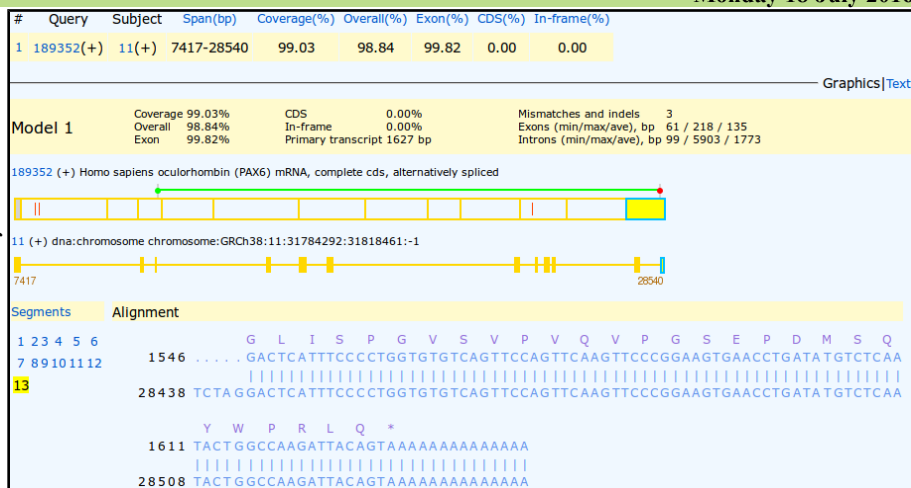 # Query Subject Span(bp) Coverage(%) Overall(%) Exon(%) CDS(%) In-frame(%)
1 189352(+) 11(+) 7417-28540 99.03 98.84 99.82 0.00 0.00
Graphics|Text
Model 1
Coverage 99.03% CDS 0.00% Mismatches and indels 3
Overall 98.84% In-frame 0.00% Exons (min/max/ave), bp 61 / 218 / 135
Exon 99.82% Primary transcript 1627 bp Introns (min/max/ave), bp 99 / 5903 / 1773
189352 (+) Homo sapiens oculorhombin (PAX6) mRNA, complete cds, alternatively spliced
11 (+) dna:chromosome chromosome:GRCh38:11:31784292:31818461:-1
7417 28540
Segments Alignment
1 2 3 4 5 6
7 8 9 10 11 12
13
G L I S P G V S V P V Q V P G S E P D M S Q
1546 .....GACTCATTTCCCCTGGTGTGTCAGTTCCAGTTCAAGTTCCCGGAAGTGAACCTGATATGTCTCAA
28438 TCTAGGACTCATTTCCCCTGGTGTGTCAGTTCCAGTTCAAGTTCCCGGAAGTGAACCTGATATGTCTCAA
Y W P R L Q *
1611 TACTGGCCAAGATTACAGTAAAAAAAAAAAAAAA
28508 TACTGGCCAAGATTACAGTAAAAAAAAAAAAAAA